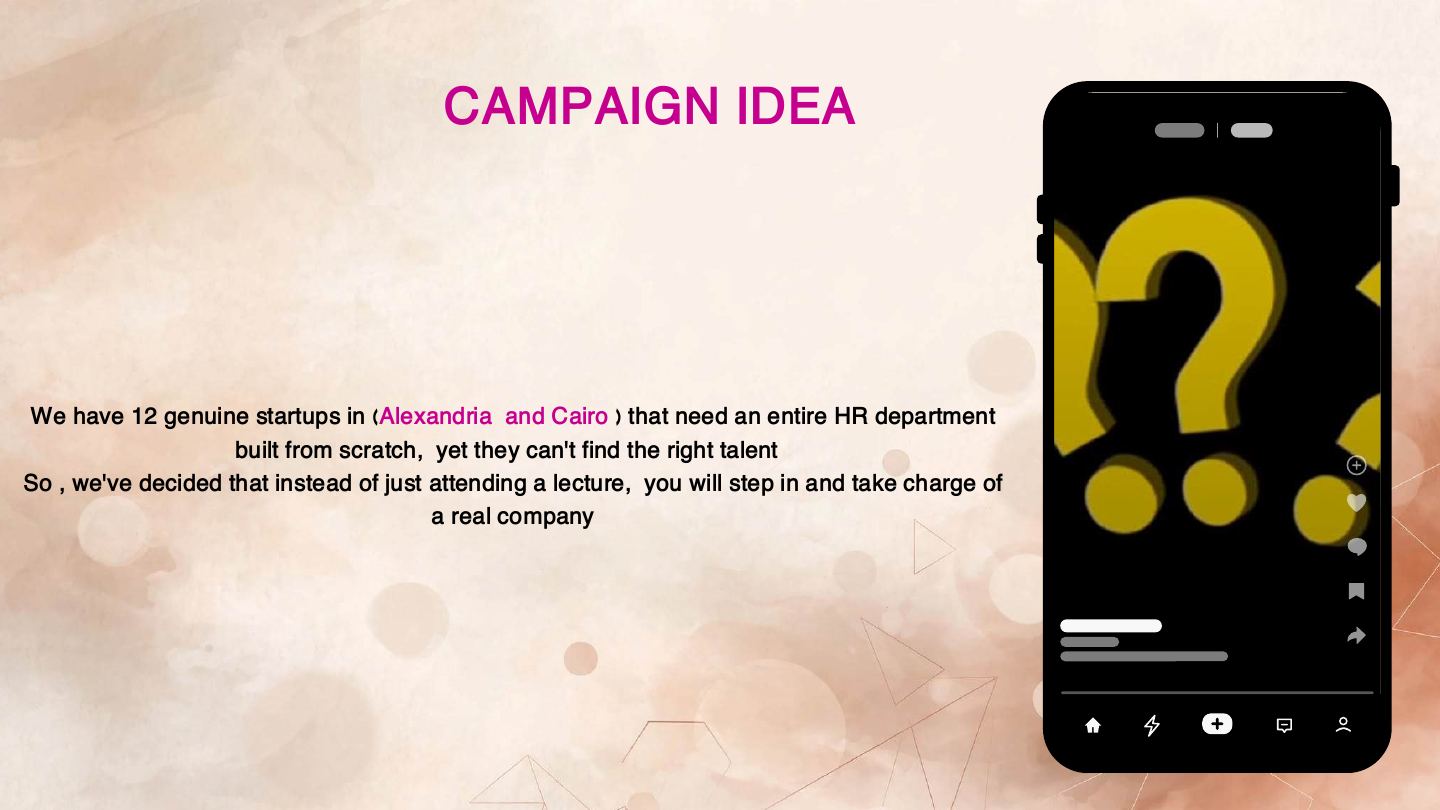 CAMPAIGN IDEA
We have 12 genuine startups in (Alexandria  and Cairo ) that need an entire HR department
built from scratch,  yet they can't find the right talent
So , we've decided that instead of just attending a lecture,  you will step in and take charge of
a real company
???